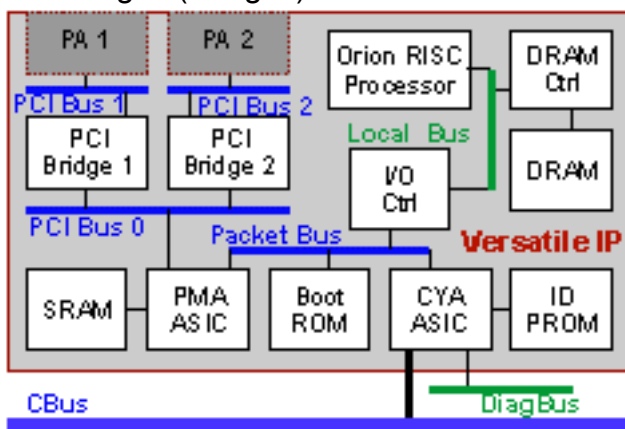 PA 1
PA 2
Orion RISC
Processor
DRAM
Ctrl
PCI Bus 1
PCI Bus 2
PCI
Bridge 1
PCI
Bridge 2
Local Bus
I/O
Ctrl
DRAM
PCI Bus 0
Packet Bus
Versatile IP
SRAM
PMA
ASIC
Boot
ROM
CYA
ASIC
ID
PROM
CBus
DiagBus